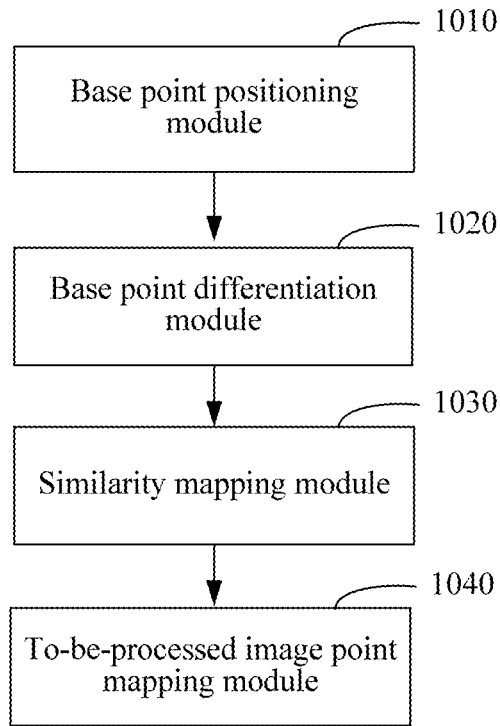 1010
Base point positioning
module
1020
Base point differentiation
module
1030
Similarity mapping module
1040
To-be-processed image point
mapping module